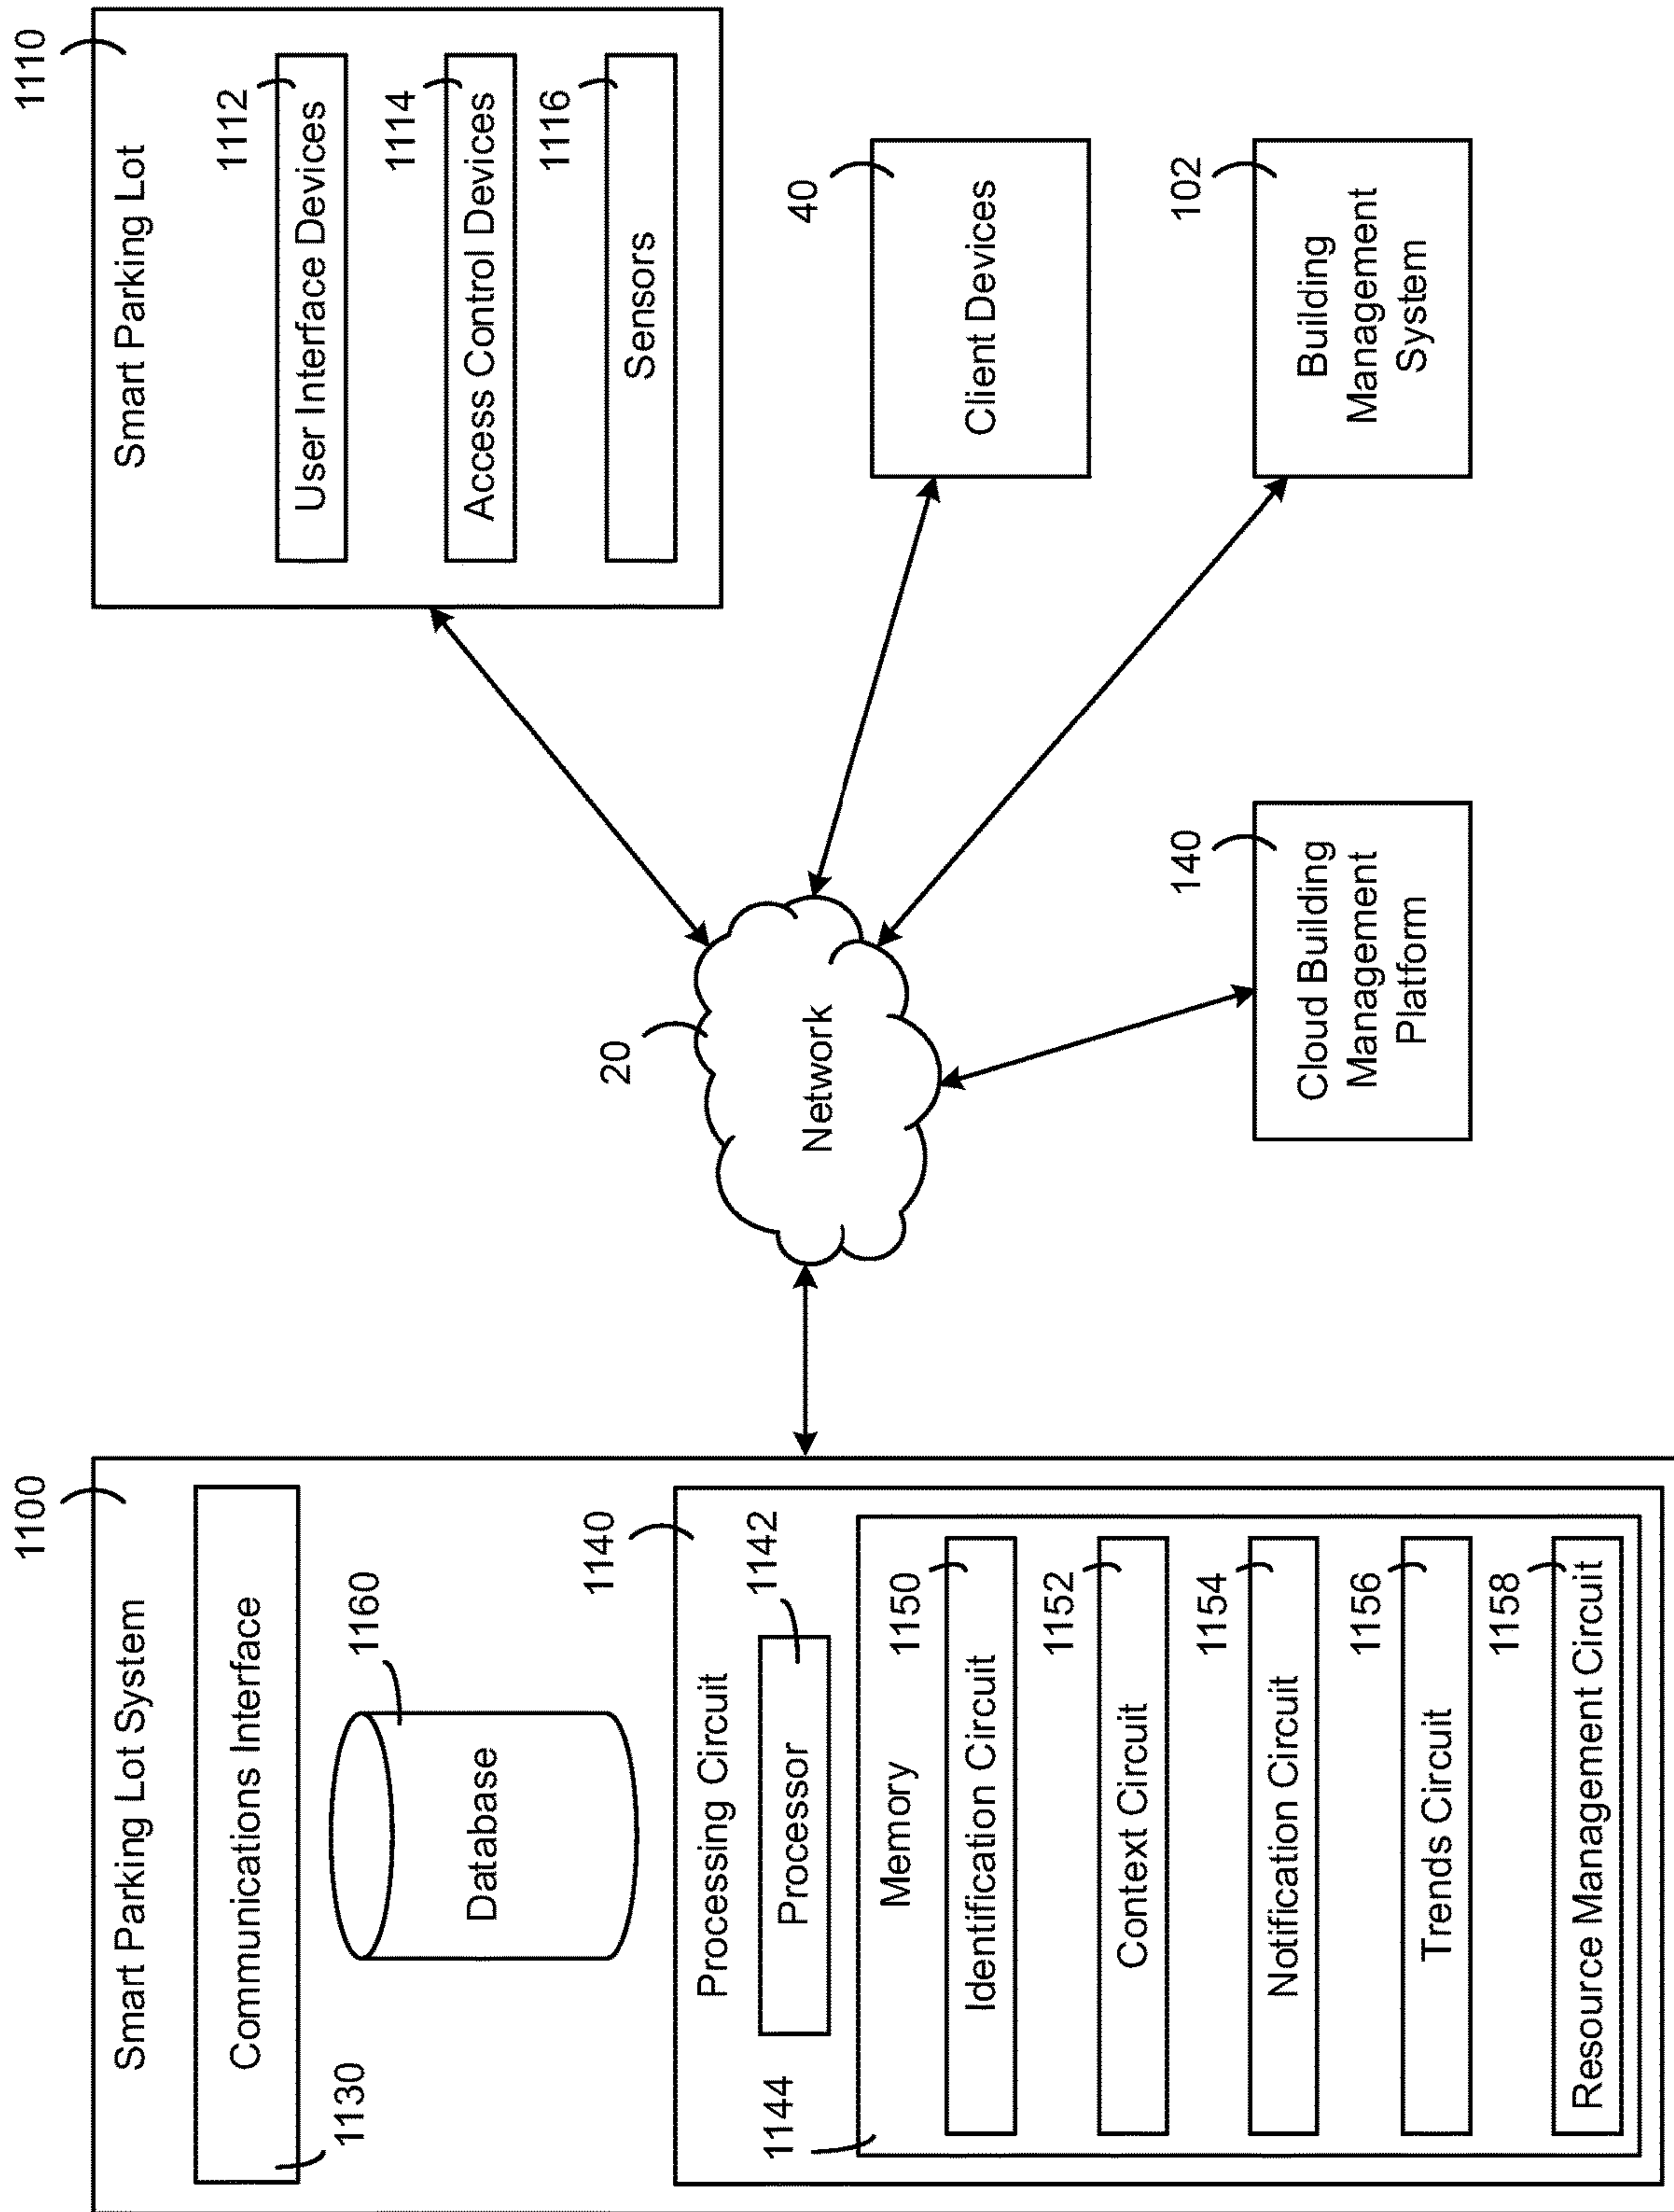 1100
Smart Parking Lot System
Communications Interface
1130
1160
Database
1140
Processing Circuit
1142
Processor
1144
Memory
1150
Identification Circuit
1152
Context Circuit
1154
Notification Circuit
1156
Trends Circuit
1158
Resource Management Circuit
20
Network
140
Cloud Building
Management
Platform
1110
Smart Parking Lot
1112
User Interface Devices
1114
Access Control Devices
1116
Sensors
40
Client Devices
102
Building
Management
System